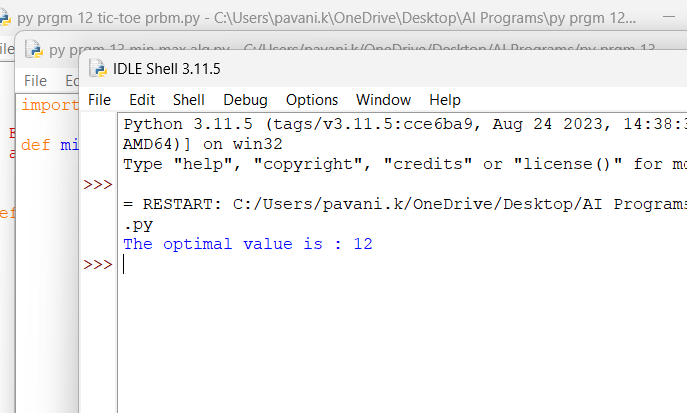 py prgm 12 tic-toe prbm.py - C:\Users\pavani.k\OneDrive\Desktop\AI Programs\py prgm 12...
py prgm 13 min max alg.py - C:/Users/pavani.k/OneDrive/Desktop/AI Programs/py prgm 13
IDLE Shell 3.11.5
File
File Edit Shell Debug Options Window Help
import
def mi
Python 3.11.5 (tags/v3.11.5:cce6ba9, Aug 24 2023, 14:38:3
AMD64)] on win32
Type "help", "copyright", "credits" or "license()" for mo
>>>
= RESTART: C:/Users/pavani.k/OneDrive/Desktop/AI Programs
.py
The optimal value is : 12
>>>